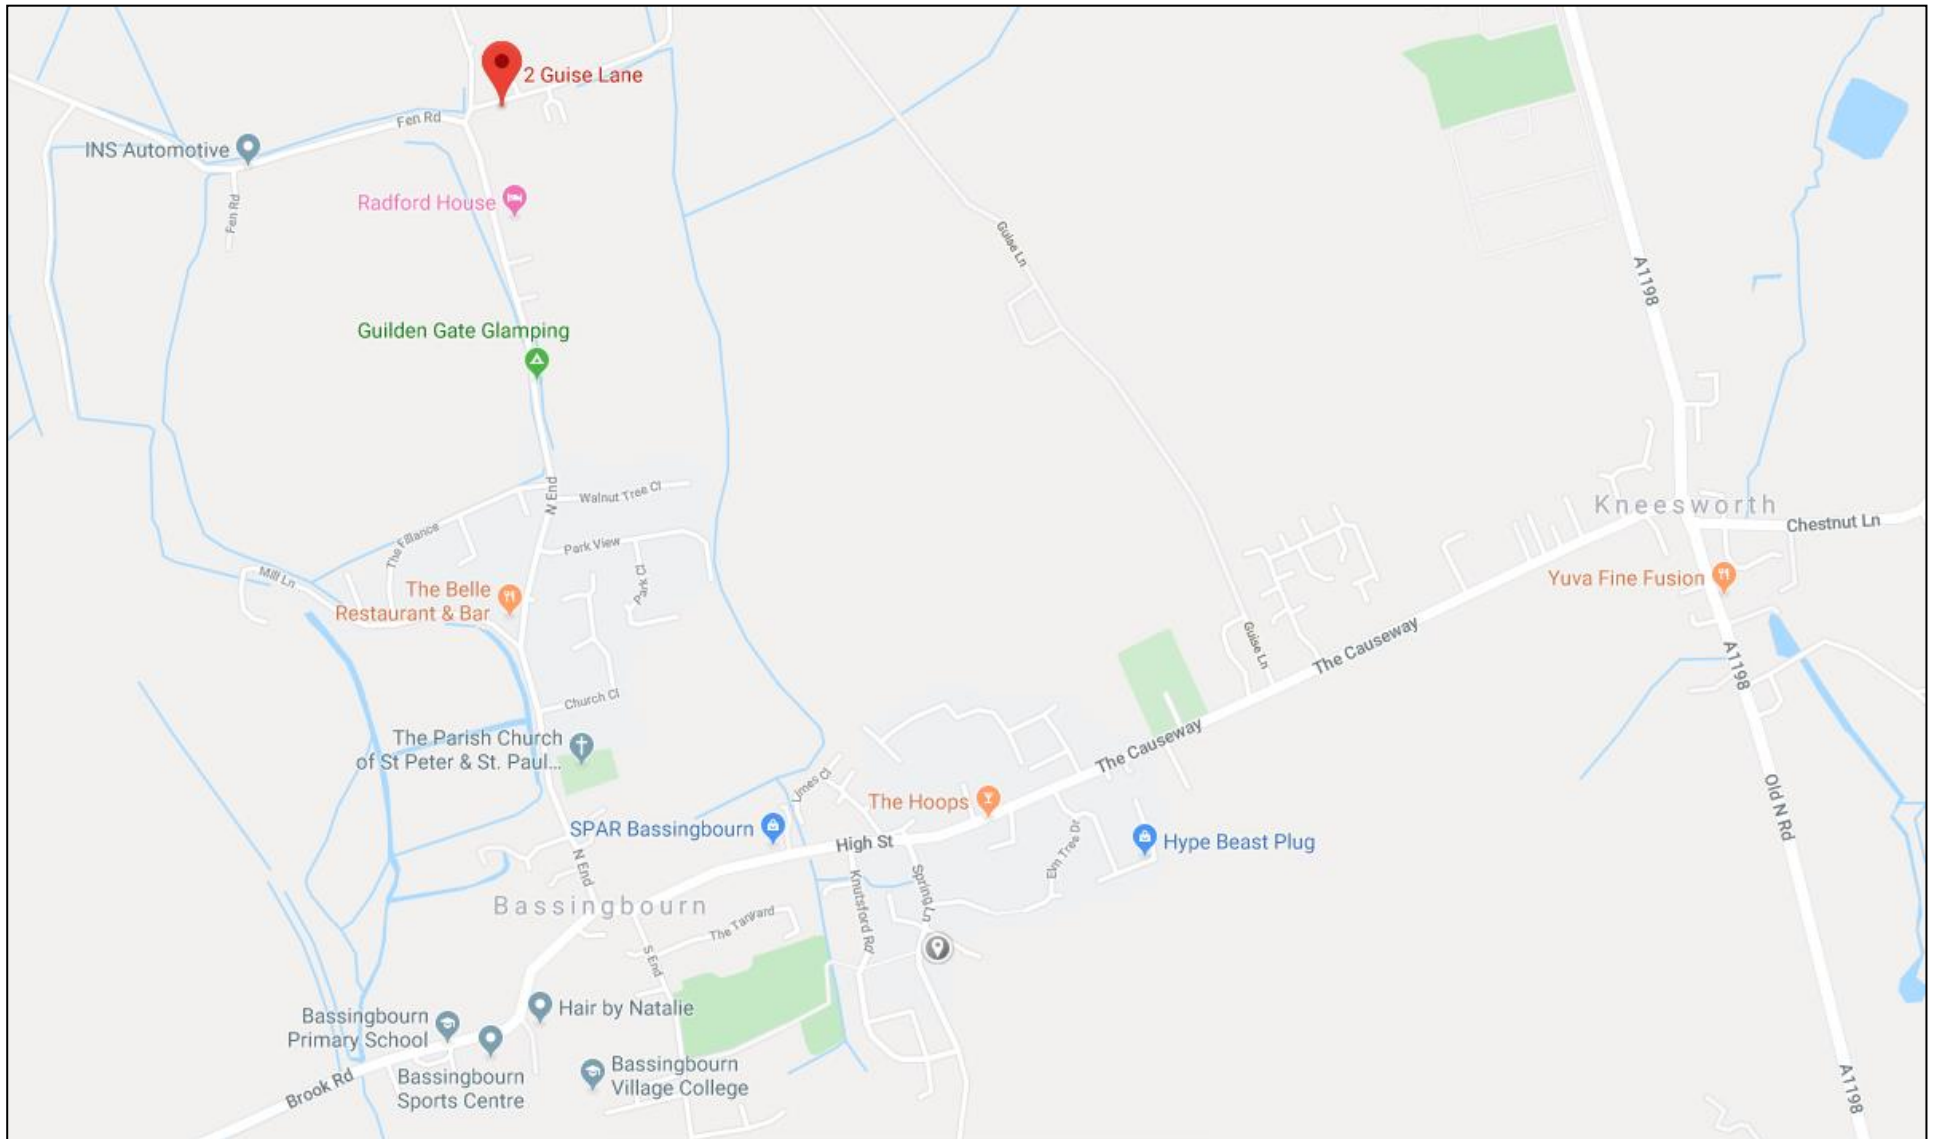 2 Guise Lane
Fen Rd
INS Automotive
Fen Rd
Radford House
Guise Ln
A1198
Guilden Gate Glamping
N End
Walnut Tree Cl
Kneesworth
Chestnut Ln
The Fillance
Park View
Park Cl
Mill Ln
The Belle
Restaurant & Bar
Yuva Fine Fusion
Guise Ln
The Causeway
A1198
Church Cl
The Parish Church
of St Peter & St. Paul...
The Causeway
Limes Cl
The Hoops
Old N Rd
SPAR Bassingbourn
High St
Elm Tree Dr
Hype Beast Plug
N End
Knutsford Rd
Spring Ln
Bassingbourn
The Tanyard
S End
Hair by Natalie
Bassingbourn
Primary School
Bassingbourn
Sports Centre
Bassingbourn
Village College
Brook Rd
A1198